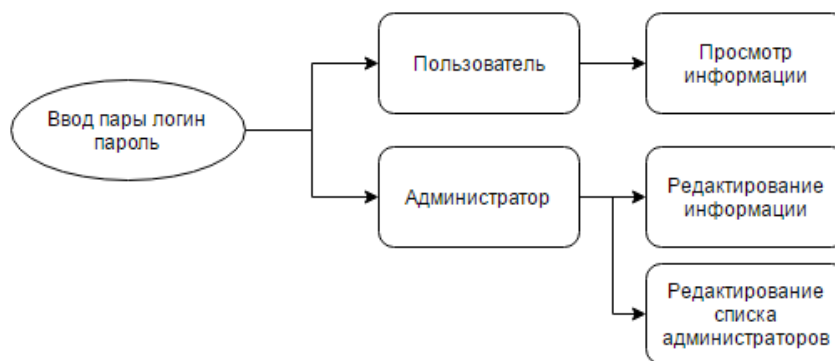 Ввод пары логин
пароль
Пользователь
Просмотр
информации
Администратор
Редактирование
информации
Редактирование
списка
администраторов